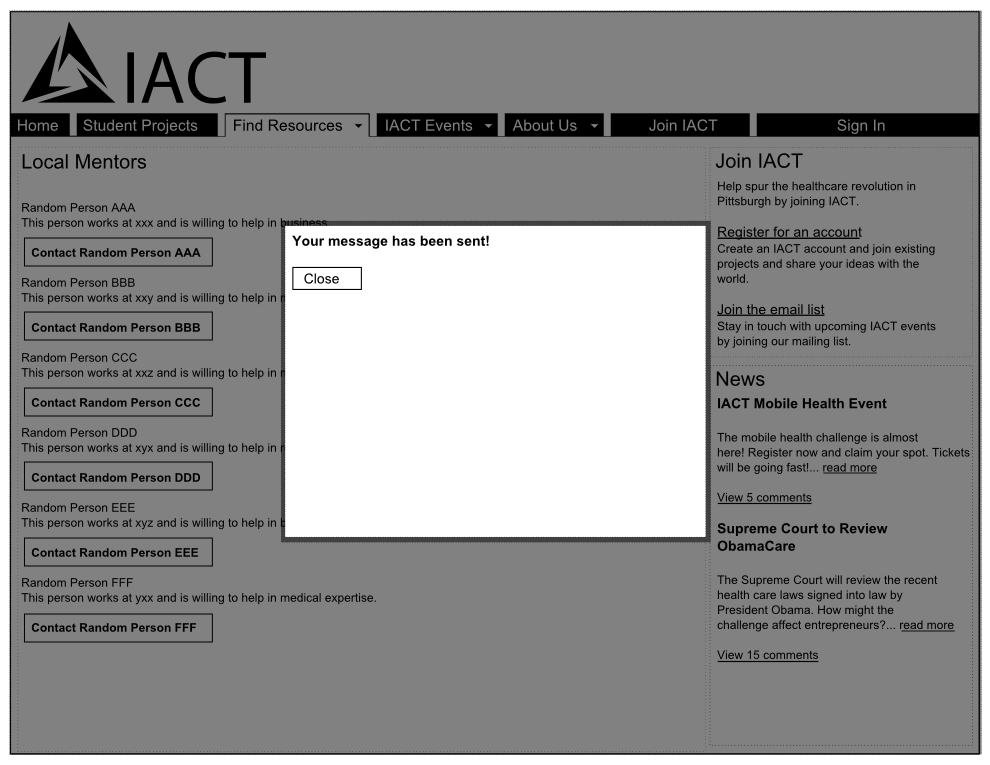 IACT
Home Student Projects Find Resources IACT Events About Us Join IACT Sign In
Local Mentors
Random Person AAA
This person works at xxx and is willing to help in business
Contact Random Person AAA
Random Person BBB
This person works at xxy and is willing to help in
Contact Random Person BBB
Random Person CCC
This person works at xxz and is willing to help in
Contact Random Person CCC
Random Person DDD
This person works at yyx and is willing to help in
Contact Random Person DDD
Random Person EEE
This person works at xyz and is willing to help in
Contact Random Person EEE
Random Person FFF
This person works at yxx and is willing to help in medical expertise.
Contact Random Person FFF
Your message has been sent!
Close
Join IACT
Help spur the healthcare revolution in
Pittsburgh by joining IACT.
Register for an account
Create an IACT account and join existing
projects and share your ideas with the
world.
Join the email list
Stay in touch with upcoming IACT events
by joining our mailing list.
News
IACT Mobile Health Event
The mobile health challenge is almost
here! Register now and claim your spot. Tickets
will be going fast!... read more
View 5 comments
Supreme Court to Review
ObamaCare
The Supreme Court will review the recent
health care laws signed into law by
President Obama. How might the
challenge affect entrepreneurs?... read more
View 15 comments